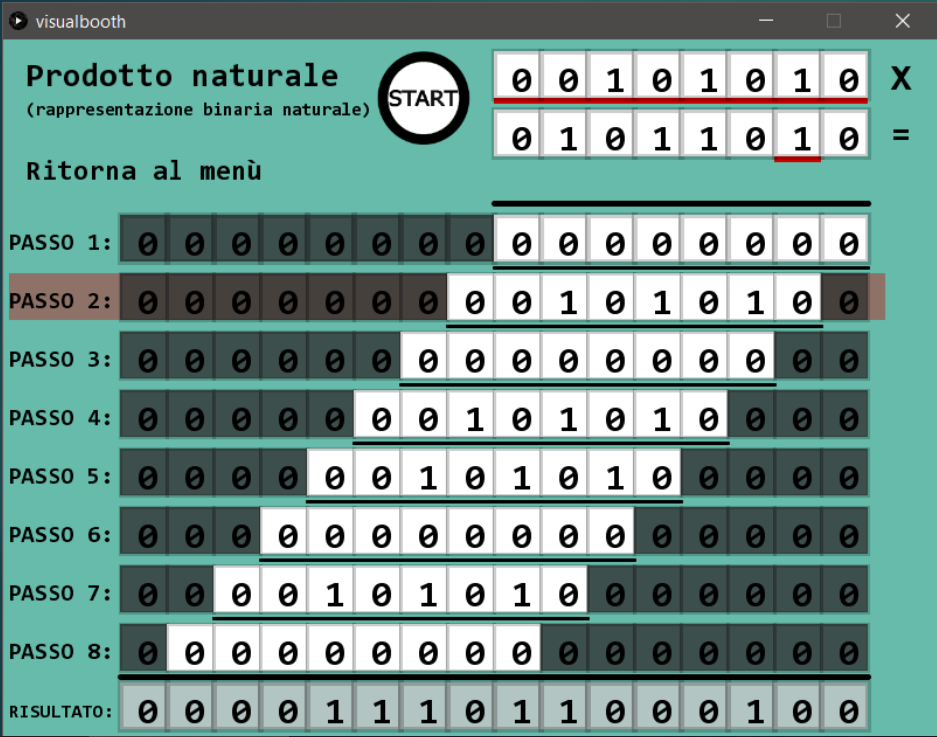 visualbooth
Prodotto naturale
(rappresentazione binaria naturale)
START
0 0 1 0 1 0 1 0 X
0 1 0 1 1 0 1 0 =
Ritorna al menù
PASSO 1: 0 0 0 0 0 0 0 0 0 0 0 0 0 0 0 0
PASSO 2: 0 0 0 0 0 0 0 0 0 1 0 1 0 1 0 0
PASSO 3: 0 0 0 0 0 0 0 0 0 0 0 0 0 0 0 0
PASSO 4: 0 0 0 0 0 0 0 1 0 1 0 1 0 0 0 0
PASSO 5: 0 0 0 0 0 0 1 0 1 0 1 0 0 0 0 0
PASSO 6: 0 0 0 0 0 0 0 0 0 0 0 0 0 0 0 0
PASSO 7: 0 0 0 0 1 0 1 0 1 0 0 0 0 0 0 0
PASSO 8: 0 0 0 0 0 0 0 0 0 0 0 0 0 0 0 0
RISULTATO: 0 0 0 0 1 1 1 0 1 1 0 0 0 1 0 0